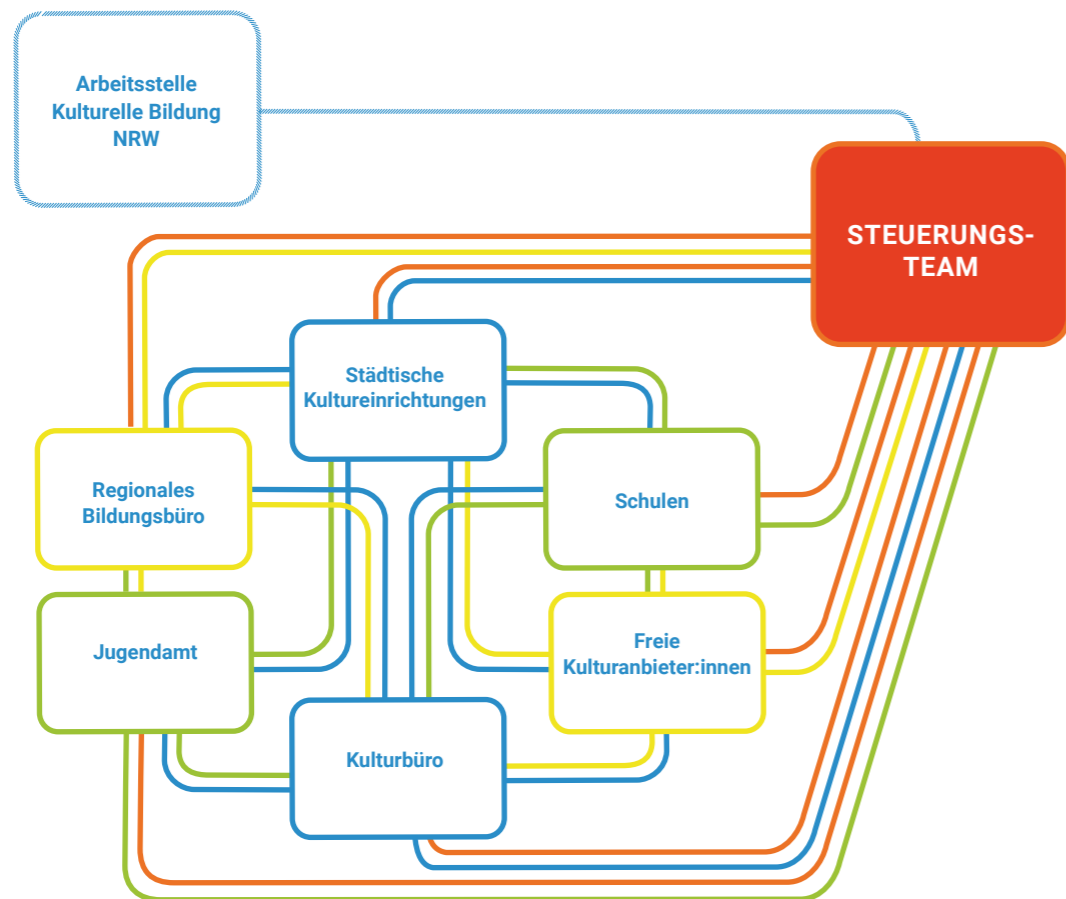 Arbeitsstelle
Kulturelle Bildung
NRW
STEUERUNGS-
TEAM
Städtische
Kultureinrichtungen
Regionales
Bildungsbüro
Schulen
Jugendamt
Freie
Kulturanbieter:innen
Kulturbüro